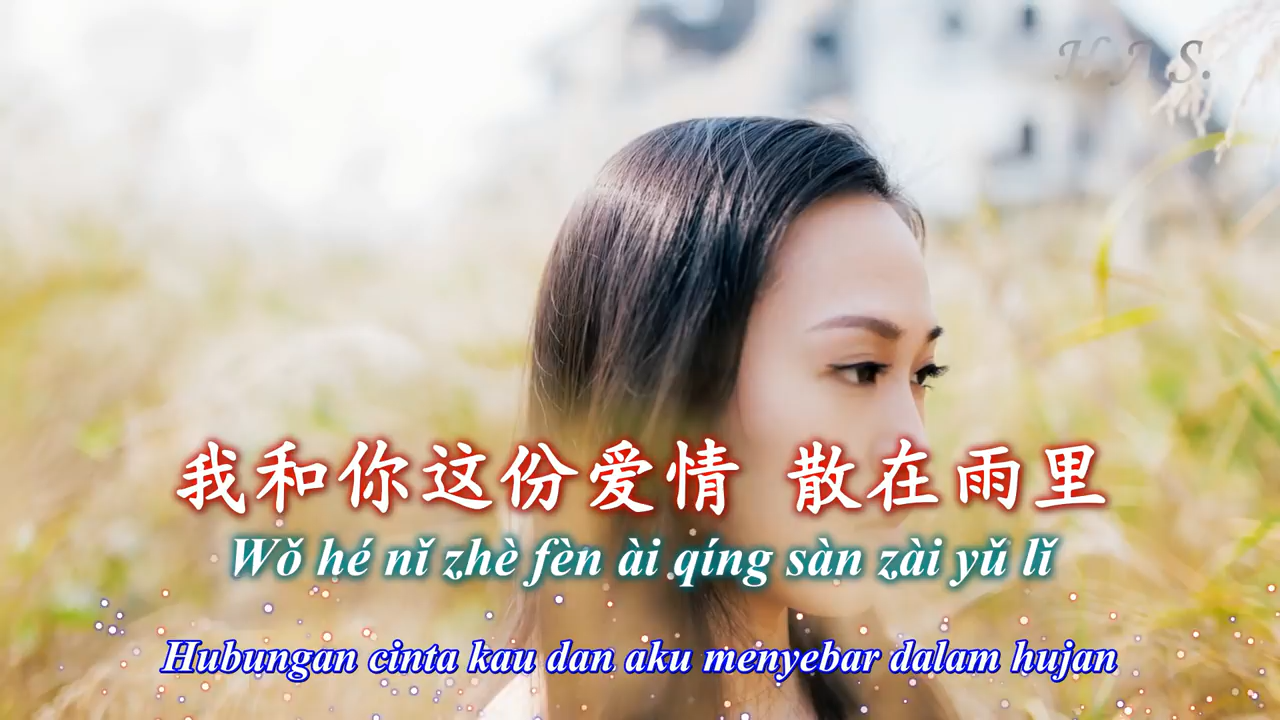 H.A.S.
我和你这份爱情 散在雨里
Wǒ hé nǐ zhè fèn ài qíng sàn zài yǔ lǐ
Hubungan cinta kau dan aku menyebar dalam hujan